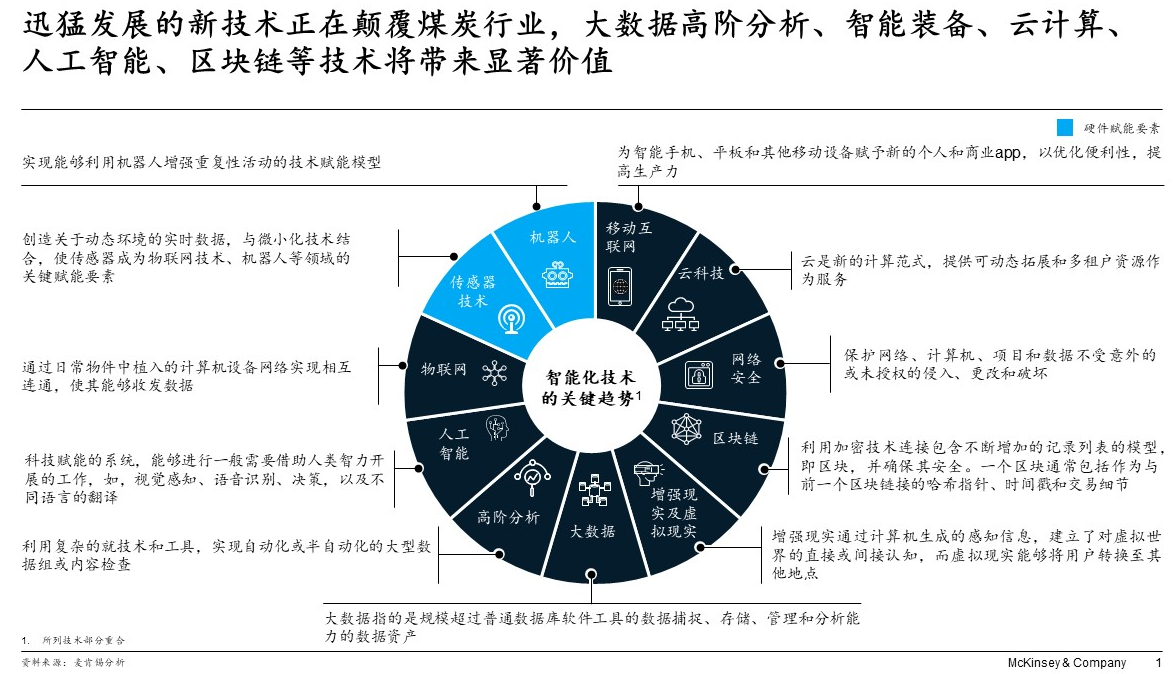 迅猛发展的新技术正在颠覆煤炭行业，大数据高阶分析、智能装备、云计算、
人工智能、区块链等技术将带来显著价值
硬件赋能要素
实现能够利用机器人增强重复性活动的技术赋能模型
为智能手机、平板和其他移动设备赋予新的个人和商业app，以优化便利性，提
高生产力
创造关于动态环境的实时数据，与微小化技术结
合，使传感器成为物联网技术、机器人等领域的
关键赋能要素
云是新的计算范式，提供可动态拓展和多租户资源作
为服务
通过日常物件中植入的计算机设备网络实现相互
连通，使其能够收发数据
保护网络、计算机、项目和数据不受意外的
或未授权的侵入、更改和破坏
科技赋能的系统，能够进行一般需要借助人类智力开
展的工作，如，视觉感知、语音识别、决策，以及不
同语言的翻译
利用加密技术连接包含不断增加的记录列表的模型，
即区块，并确保其安全。一个区块通常包括作为与
前一个区块链接的哈希指针、时间戳和交易细节
利用复杂的就技术和工具，实现自动化或半自动化的大型数
据组或内容检查
增强现实通过计算机生成的感知信息，建立了对虚拟世
界的直接或间接认知，而虚拟现实能够将用户转换至其
他地点
大数据指的是规模超过普通数据库软件工具的数据捕捉、存储、管理和分析能
力的数据资产
机器人
移动互
联网
传感器
技术
云科技
物联网
网络
安全
智能化技术
的关键趋势1
人工
智能
区块链
高阶分析
大数据
增强现
实及虚
拟现实
1. 所列技术部分重合
资料来源：麦肯锡分析
McKinsey & Company 1